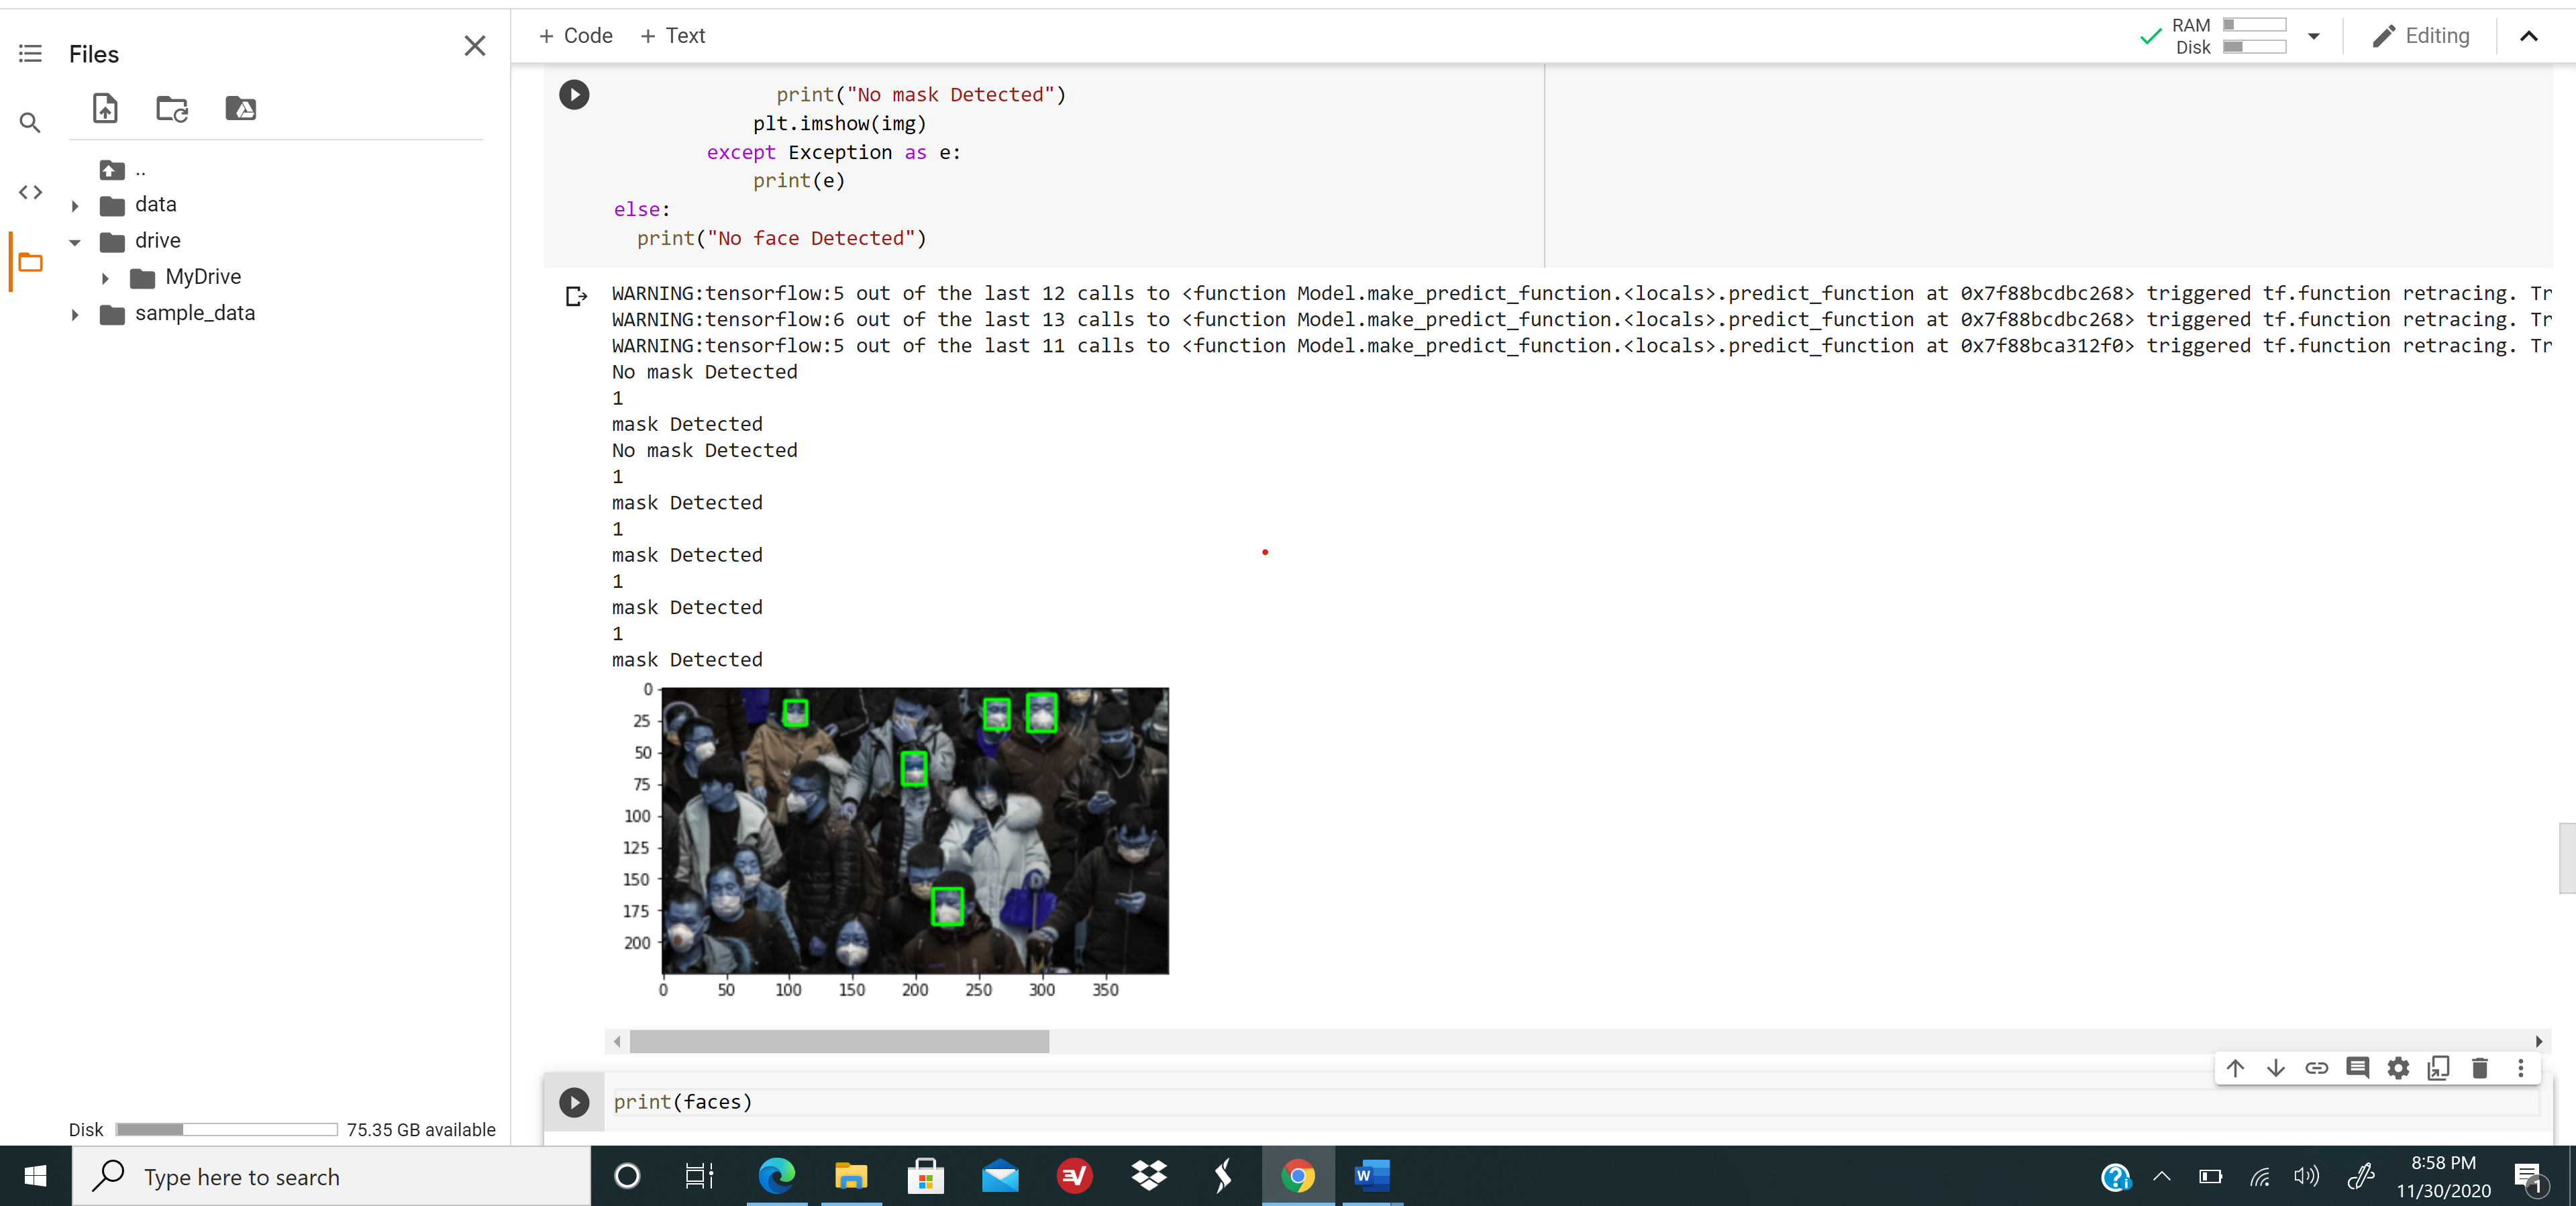 Files
+ Code + Text
RAM
Disk
Editing
..
data
drive
MyDrive
sample_data
print("No mask Detected")
plt.imshow(img)
except Exception as e:
print(e)
else:
print("No face Detected")
WARNING:tensorflow:5 out of the last 12 calls to <function Model.make_predict_function.<locals>.predict_function at 0x7f88bcdbc268> triggered tf.function retracing. Tr
WARNING:tensorflow:6 out of the last 13 calls to <function Model.make_predict_function.<locals>.predict_function at 0x7f88bcdbc268> triggered tf.function retracing. Tr
WARNING:tensorflow:5 out of the last 11 calls to <function Model.make_predict_function.<locals>.predict_function at 0x7f88bca312f0> triggered tf.function retracing. Tr
No mask Detected
1
mask Detected
No mask Detected
1
mask Detected
1
mask Detected
1
mask Detected
1
mask Detected
0
25
50
75
100
125
150
175
200
0 50 100 150 200 250 300 350
print(faces)
Disk 75.35 GB available
Type here to search
W
8:58 PM
11/30/2020
1